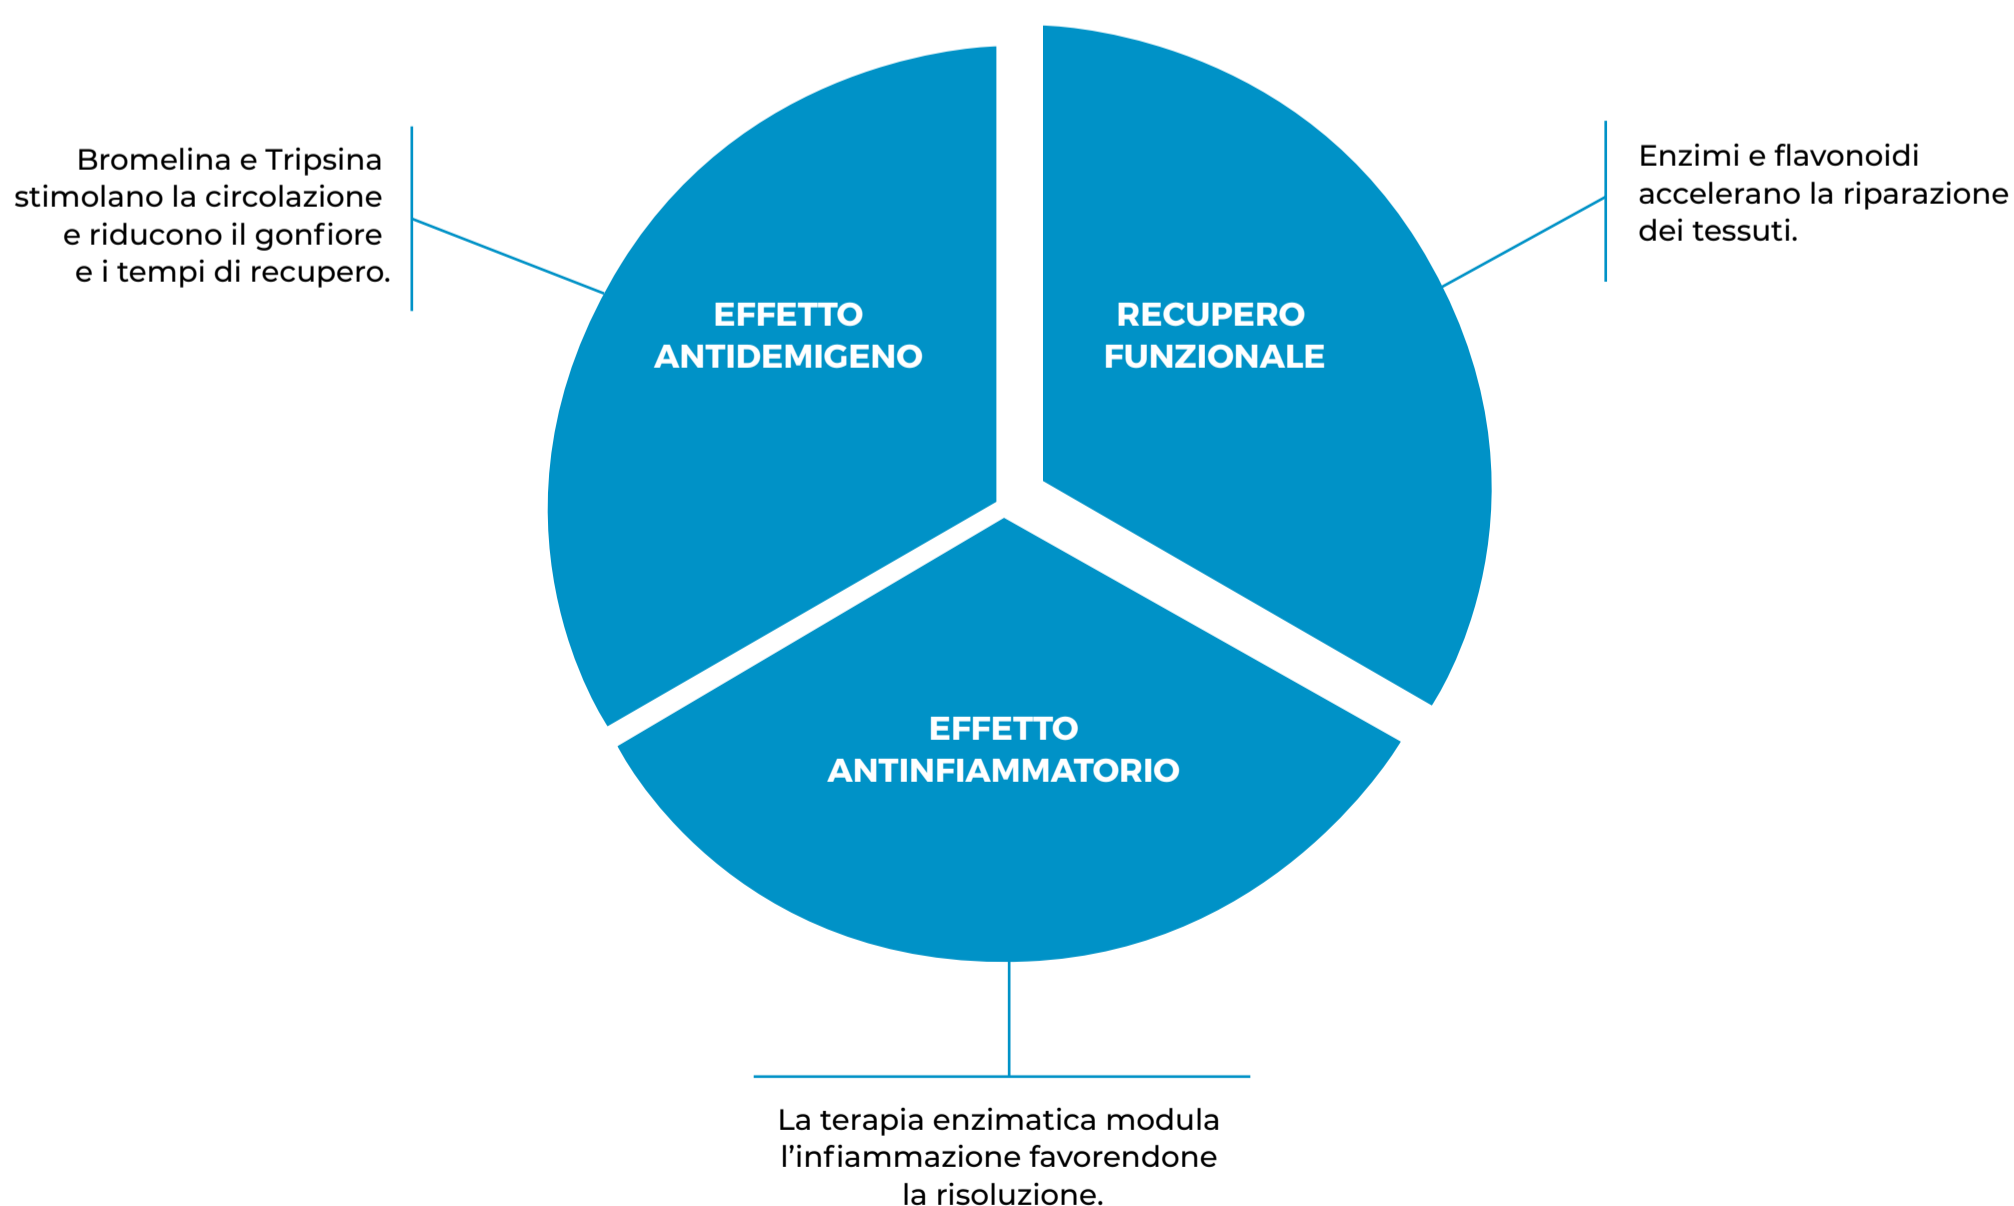 Bromelina e Tripsina
stimolano la circolazione
e riducono il gonfiore
e i tempi di recupero.
EFFETTO
ANTIDEMIGENO
RECUPERO
FUNZIONALE
Enzimi e flavonoidi
accelerano la riparazione
dei tessuti.
EFFETTO
ANTINFIAMMATORIO
La terapia enzimatica modula
l’infiammazione favorendone
la risoluzione.